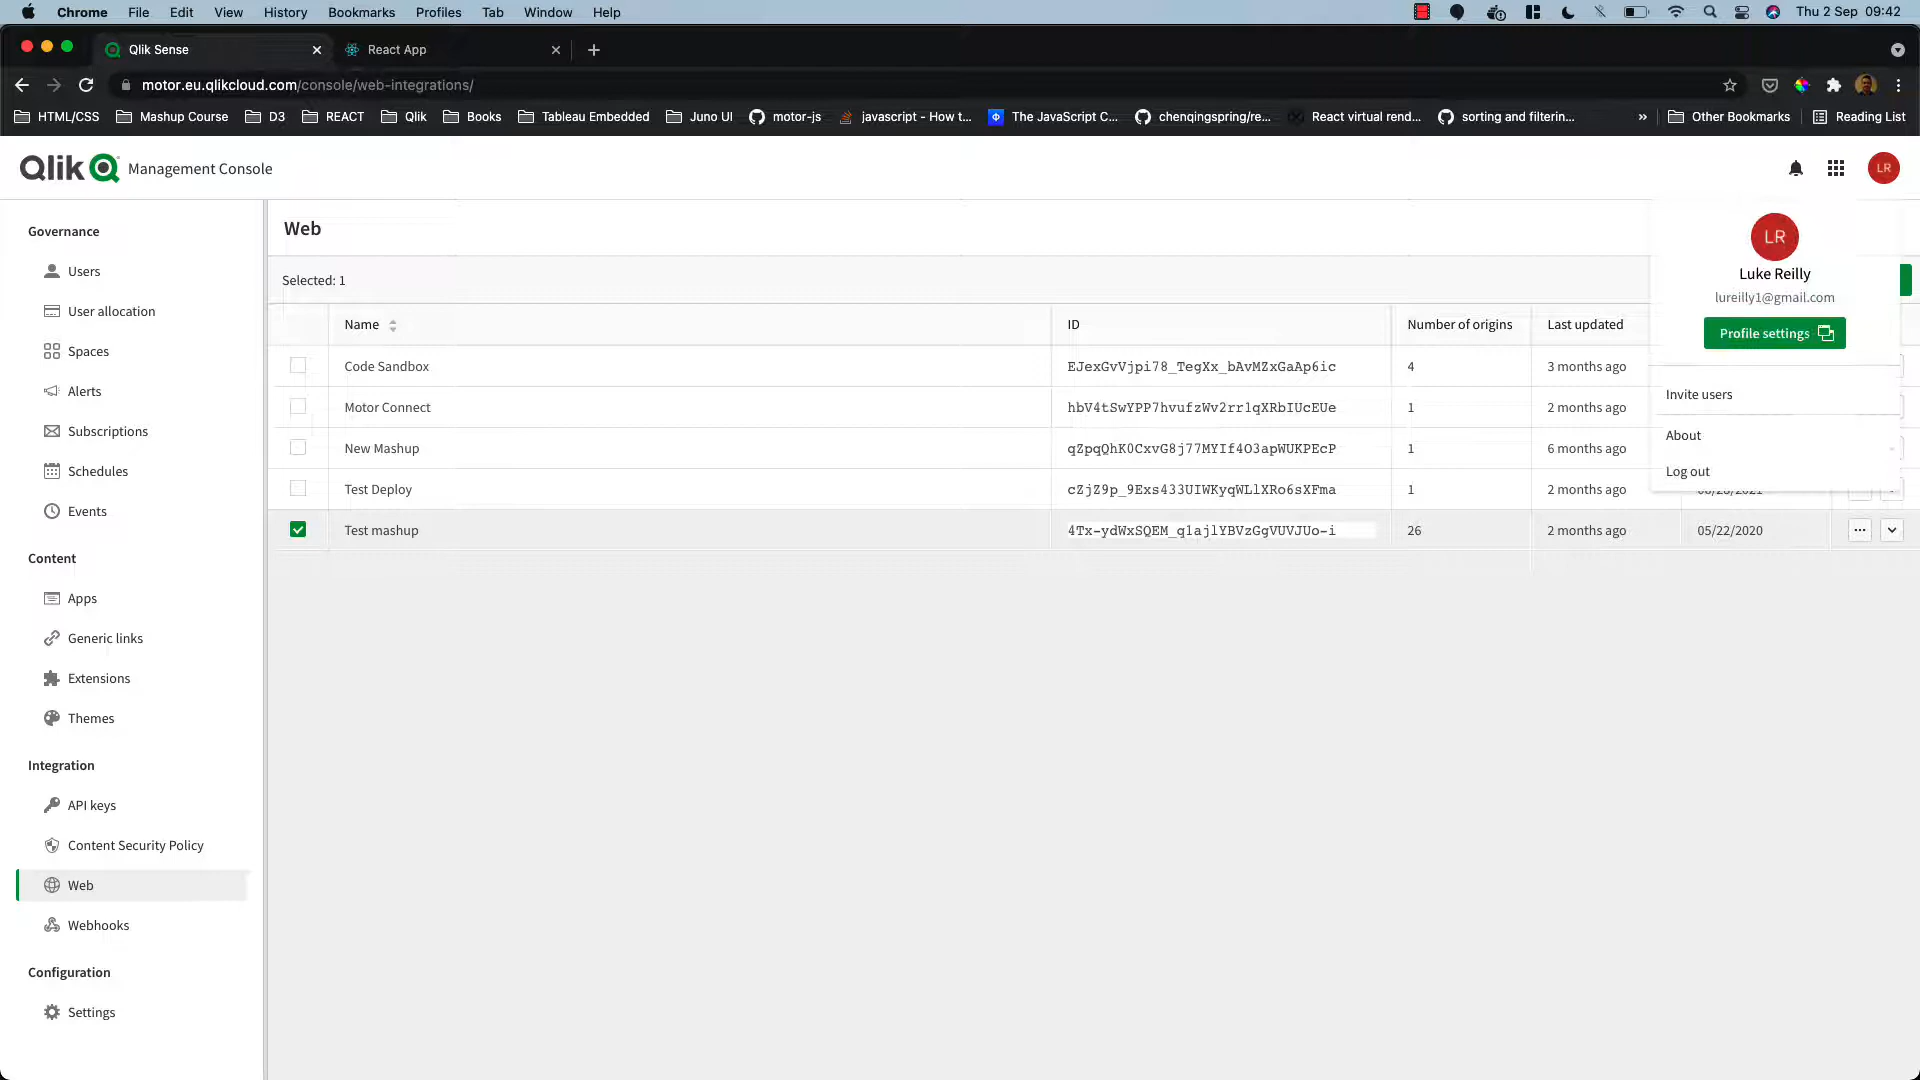 Chrome File Edit View History Bookmarks Profiles Tab Window Help Thu 2 Sep 09:42
Qlik Sense React App
motor.eu.qlikcloud.com/console/web-integrations/
HTML/CSS Mashup Course D3 REACT Qlik Books Tableau Embedded Juno UI motor-js javascript - How t... The JavaScript C... chenqingspring/re... React virtual rend... sorting and filterin... » Other Bookmarks Reading List
Qlik Management Console LR
Governance
Users
User allocation
Spaces
Alerts
Subscriptions
Schedules
Events
Content
Apps
Generic links
Extensions
Themes
Integration
API keys
Content Security Policy
Web
Webhooks
Configuration
Settings
Web
Selected: 1
Name ID Number of origins Last updated
Code Sandbox EJexGvVjpi78_TegXx_bAvMZxGaAp6ic 4 3 months ago
Motor Connect hbV4tSwYPP7hvufzWv2rr1qXRbIUcEUe 1 2 months ago
New Mashup qZpqQhK0CxvG8j77MYIf4O3apWUKPEcP 1 6 months ago
Test Deploy cZjZ9p_9Exs433UIWKyqWLlXRo6sXFma 1 2 months ago
Test mashup 4Tx-ydWxSQEM_q1ajlYBVzGgVUVJUo-i 26 2 months ago 05/22/2020
LR
Luke Reilly
lureilly1@gmail.com
Profile settings
Invite users
About
Log out